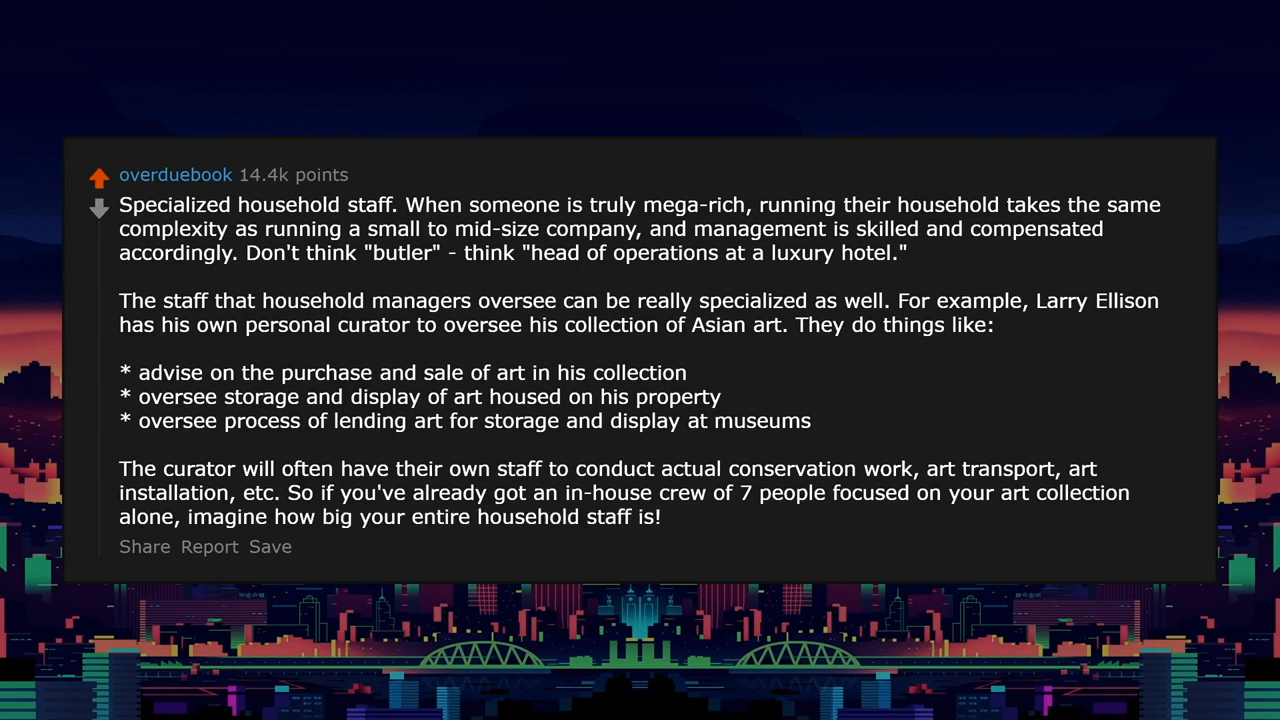 overduebook 14.4k points
Specialized household staff. When someone is truly mega-rich, running their household takes the same
complexity as running a small to mid-size company, and management is skilled and compensated
accordingly. Don't think "butler" - think "head of operations at a luxury hotel."
The staff that household managers oversee can be really specialized as well. For example, Larry Ellison
has his own personal curator to oversee his collection of Asian art. They do things like:
* advise on the purchase and sale of art in his collection
* oversee storage and display of art housed on his property
* oversee process of lending art for storage and display at museums
The curator will often have their own staff to conduct actual conservation work, art transport, art
installation, etc. So if you've already got an in-house crew of 7 people focused on your art collection
alone, imagine how big your entire household staff is!
Share Report Save